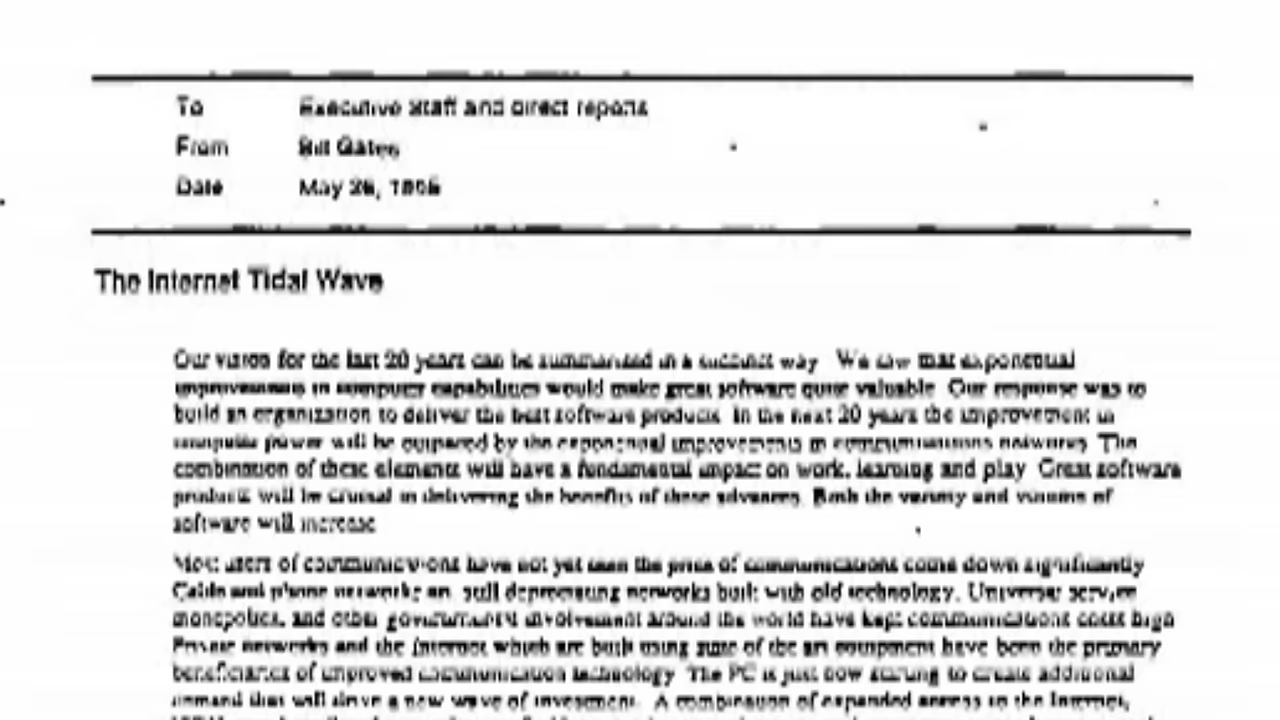 To Executive Staff and direct reports
From Bill Gates
Date May 26, 1995
The Internet Tidal Wave
Our vision for the last 20 years can be summarized in a succinct way. We saw that exponential
improvements in computer capabilities would make great software quite valuable. Our response was to
build an organization to deliver the best software products. In the next 20 years the improvement in
computer power will be outpaced by the exponential improvements in communications networks. The
combination of these elements will have a fundamental impact on work, learning and play. Great software
products will be crucial to delivering the benefits of these advances. Both the variety and volume of
software will increase.
Most users of communications have not yet seen the price of communications come down significantly.
Cable and phone networks are still depreciating networks built with old technology. Universal service
monopolies, and other government involvement around the world have kept communications costs high.
Private networks and the Internet which are built using state of the art equipment have been the primary
beneficiaries of improved communication technology. The PC is just now starting to create additional
demand that will drive a new wave of investment. A combination of expanded access to the Internet,